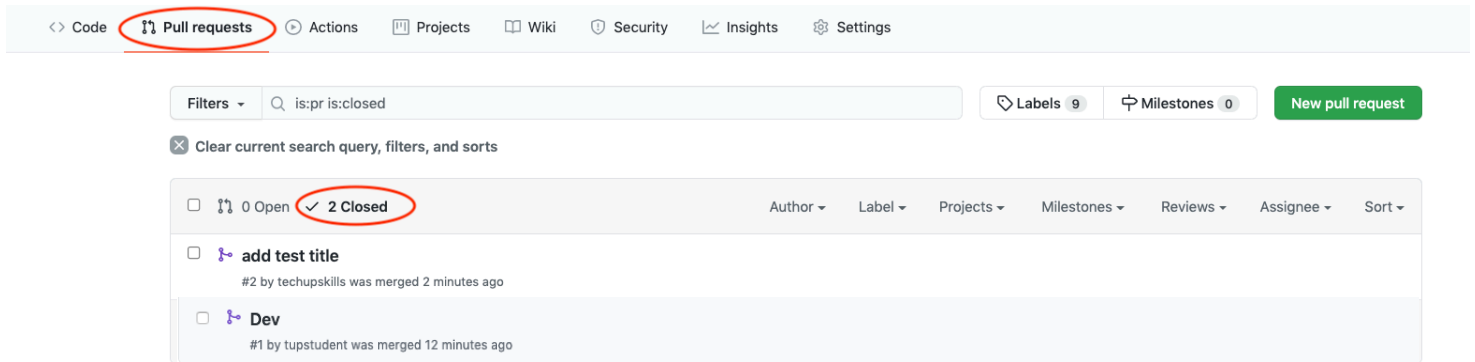 Code Pull requests Actions Projects Wiki Security Insights Settings
Filters is:pr is:closed Labels 9 Milestones 0 New pull request
Clear current search query, filters, and sorts
0 Open 2 Closed Author Label Projects Milestones Reviews Assignee Sort
add test title
#2 by techupskills was merged 2 minutes ago
Dev
#1 by tupstudent was merged 12 minutes ago